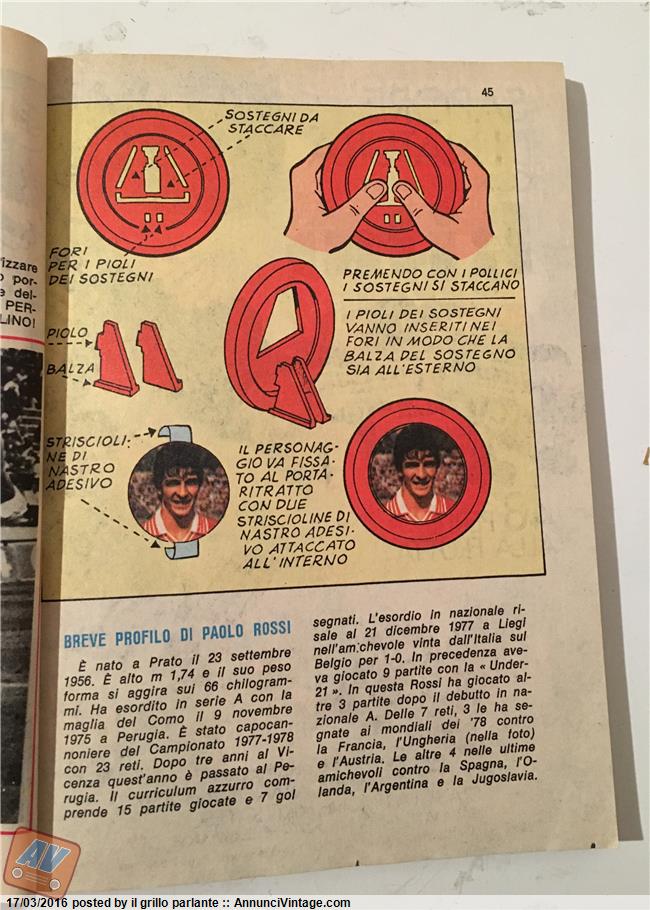 45
SOSTEGNI DA
STACCARE
FORI
PER I PIOLI
DEI SOSTEGNI
PREMENDO CON I POLLICI
I SOSTEGNI SI STACCANO
I PIOLI DEI SOSTEGNI
VANNO INSERITI NEI
FORI IN MODO CHE LA
BALZA DEL SOSTEGNO
SIA ALL'ESTERNO
PIOLO
BALZA
STRISCIOLI:
NE DI
NASTRO
ADESIVO
IL PERSONAG-
GIO VA FISSA-
TO AL PORTA-
RITRATTO
CON DUE
STRISCIOLINE DI
NASTRO ADESI-
VO ATTACCATO
ALL'INTERNO
izzare
por-
del-
PER-
LINO!
BREVE PROFILO DI PAOLO ROSSI
È nato a Prato il 23 settembre
1956. È alto m 1,74 e il suo peso
forma si aggira sui 66 chilogram-
mi. Ha esordito in serie A con la
maglia del Como il 9 novembre
1975 a Perugia. È stato capocan-
noniere del Campionato 1977-1978
con 23 reti. Dopo tre anni al Vi-
cenza quest'anno è passato al Pe-
rugia. Il curriculum azzurro com-
prende 15 partite giocate e 7 gol
segnati. L'esordio in nazionale ri-
sale al 21 dicembre 1977 a Liegi
nell'am:chevole vinta dall'Italia sul
Belgio per 1-0. In precedenza ave-
va giocato 9 partite con la « Under-
21 ». In questa Rossi ha giocato al-
tre 3 partite dopo il debutto in na-
zionale A. Delle 7 reti, 3 le ha se-
gnate ai mondiali del '78 contro
la Francia, l'Ungheria (nella foto)
e l'Austria. Le altre 4 nelle ultime
amichevoli contro la Spagna, l'O-
landa, l'Argentina e la Jugoslavia.
AV
17/03/2016 posted by il grillo parlante :: AnnunciVintage.com